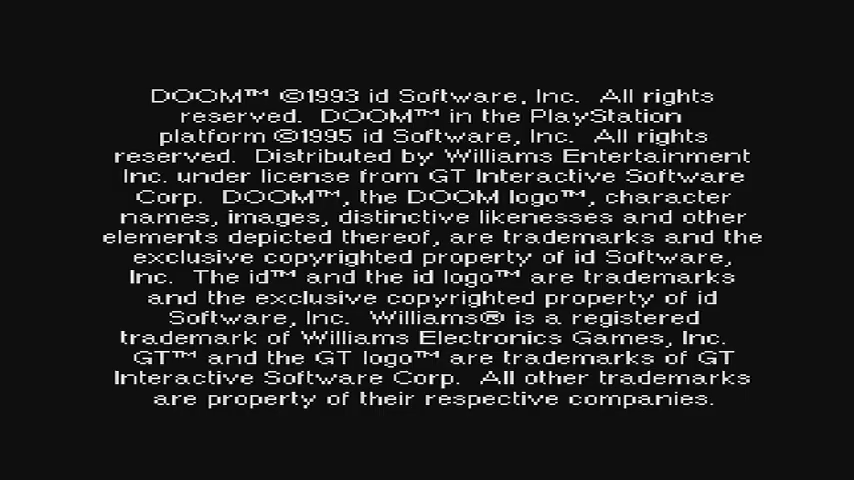 DOOM™ ©1993 id Software, Inc.  All rights
reserved.  DOOM™ in the PlayStation
platform ©1995 id Software, Inc.  All rights
reserved.  Distributed by Williams Entertainment
Inc. under license from GT Interactive Software
Corp.  DOOM™, the DOOM logo™, character
names, images, distinctive likenesses and other
elements depicted thereof, are trademarks and the
exclusive copyrighted property of id Software,
Inc.  The id™ and the id logo™ are trademarks
and the exclusive copyrighted property of id
Software, Inc.  Williams® is a registered
trademark of Williams Electronics Games, Inc.
GT™ and the GT logo™ are trademarks of GT
Interactive Software Corp.  All other trademarks
are property of their respective companies.